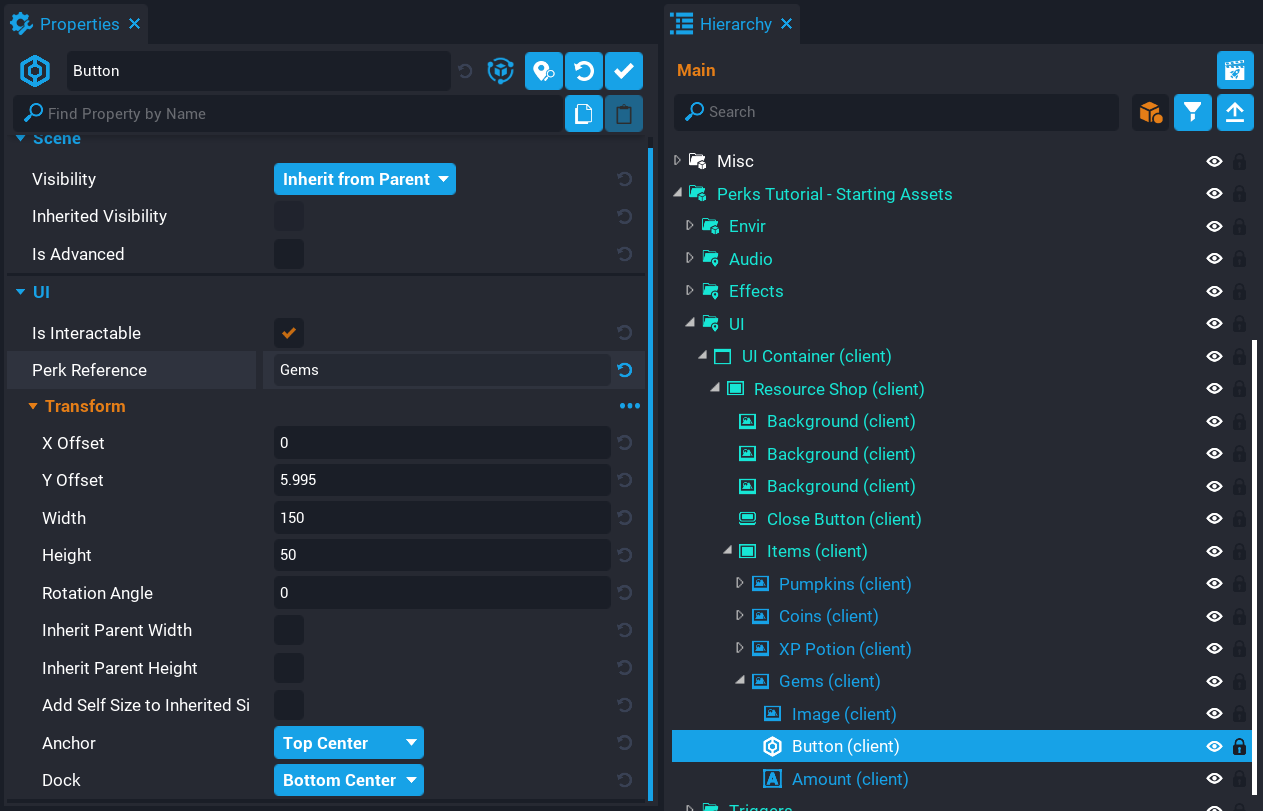 Properties
Button
Find Property by Name
Scene
Visibility
Inherit from Parent
Inherited Visibility
Is Advanced
UI
Is Interactable
Perk Reference
Gems
Transform
X Offset
0
Y Offset
5.995
Width
150
Height
50
Rotation Angle
0
Inherit Parent Width
Inherit Parent Height
Add Self Size to Inherited Si
Anchor
Top Center
Dock
Bottom Center
Hierarchy
Main
Search
Misc
Perks Tutorial - Starting Assets
Envir
Audio
Effects
UI
UI Container (client)
Resource Shop (client)
Background (client)
Background (client)
Background (client)
Close Button (client)
Items (client)
Pumpkins (client)
Coins (client)
XP Potion (client)
Gems (client)
Image (client)
Button (client)
Amount (client)
Triggers